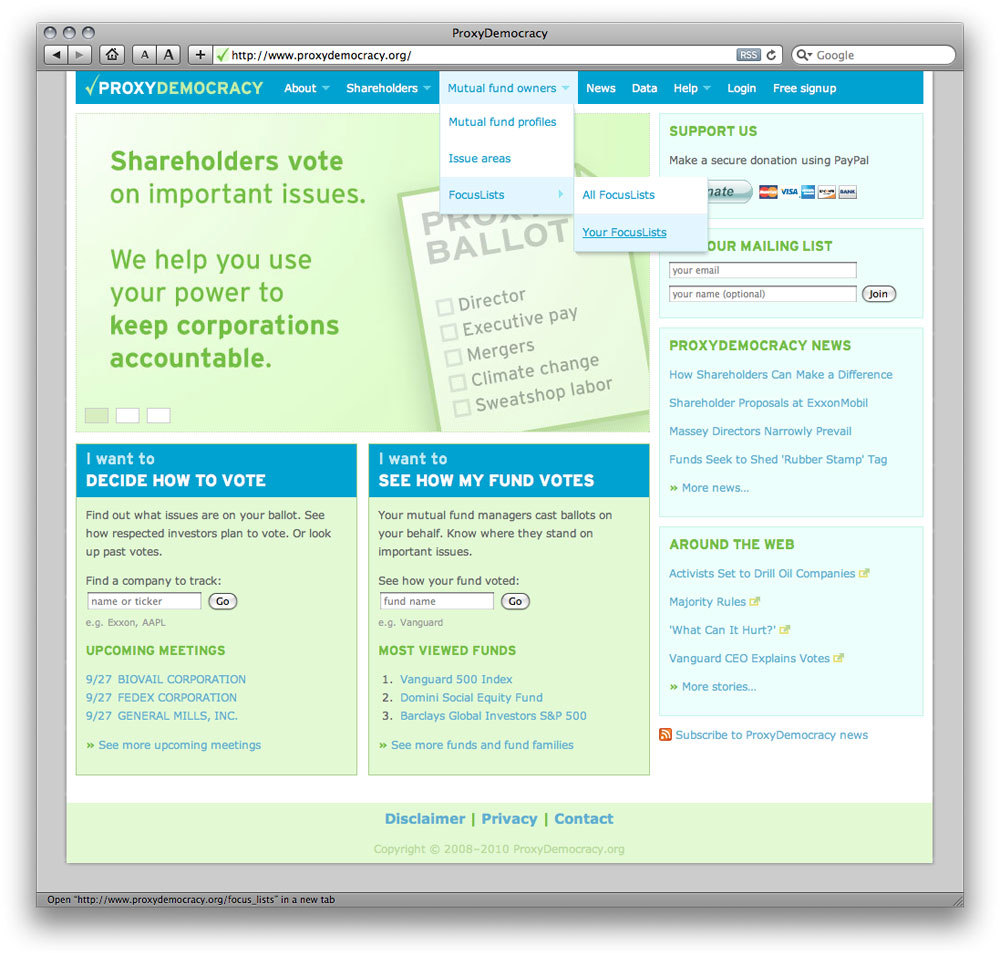 ProxyDemocracy
A A + http://www.proxydemocracy.org/ RSS Google
PROXYDEMOCRACY About Shareholders Mutual fund owners News Data Help Login Free signup
Mutual fund profiles
Issue areas
FocusLists
All FocusLists
Your FocusLists
Shareholders vote
on important issues.
We help you use
your power to
keep corporations
accountable.
BALLOT
Director
Executive pay
Mergers
Climate change
Sweatshop labor
I want to
DECIDE HOW TO VOTE
Find out what issues are on your ballot. See
how respected investors plan to vote. Or look
up past votes.
Find a company to track:
name or ticker Go
e.g. Exxon, AAPL
UPCOMING MEETINGS
9/27 BIOVAIL CORPORATION
9/27 FEDEX CORPORATION
9/27 GENERAL MILLS, INC.
» See more upcoming meetings
I want to
SEE HOW MY FUND VOTES
Your mutual fund managers cast ballots on
your behalf. Know where they stand on
important issues.
See how your fund voted:
fund name Go
e.g. Vanguard
MOST VIEWED FUNDS
1. Vanguard 500 Index
2. Domini Social Equity Fund
3. Barclays Global Investors S&P 500
» See more funds and fund families
SUPPORT US
Make a secure donation using PayPal
nate VISA BANK
OUR MAILING LIST
your email
your name (optional) Join
PROXYDEMOCRACY NEWS
How Shareholders Can Make a Difference
Shareholder Proposals at ExxonMobil
Massey Directors Narrowly Prevail
Funds Seek to Shed 'Rubber Stamp' Tag
» More news...
AROUND THE WEB
Activists Set to Drill Oil Companies
Majority Rules
'What Can It Hurt?'
Vanguard CEO Explains Votes
» More stories...
Subscribe to ProxyDemocracy news
Disclaimer | Privacy | Contact
Copyright © 2008–2010 ProxyDemocracy.org
Open "http://www.proxydemocracy.org/focus_lists" in a new tab